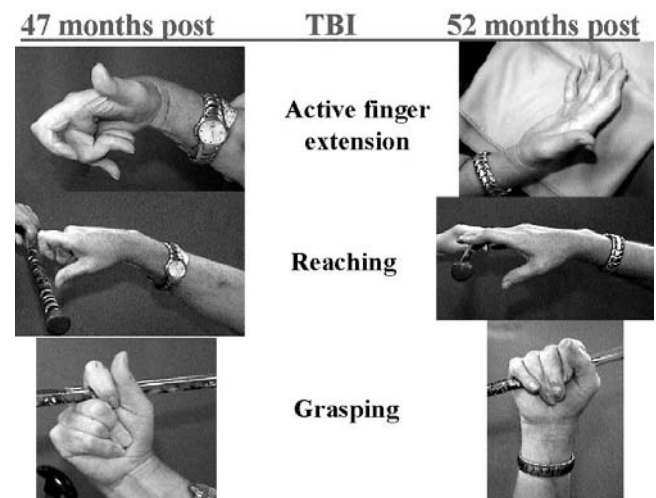 47 months post TBI 52 months post
Active finger
extension
Reaching
Grasping